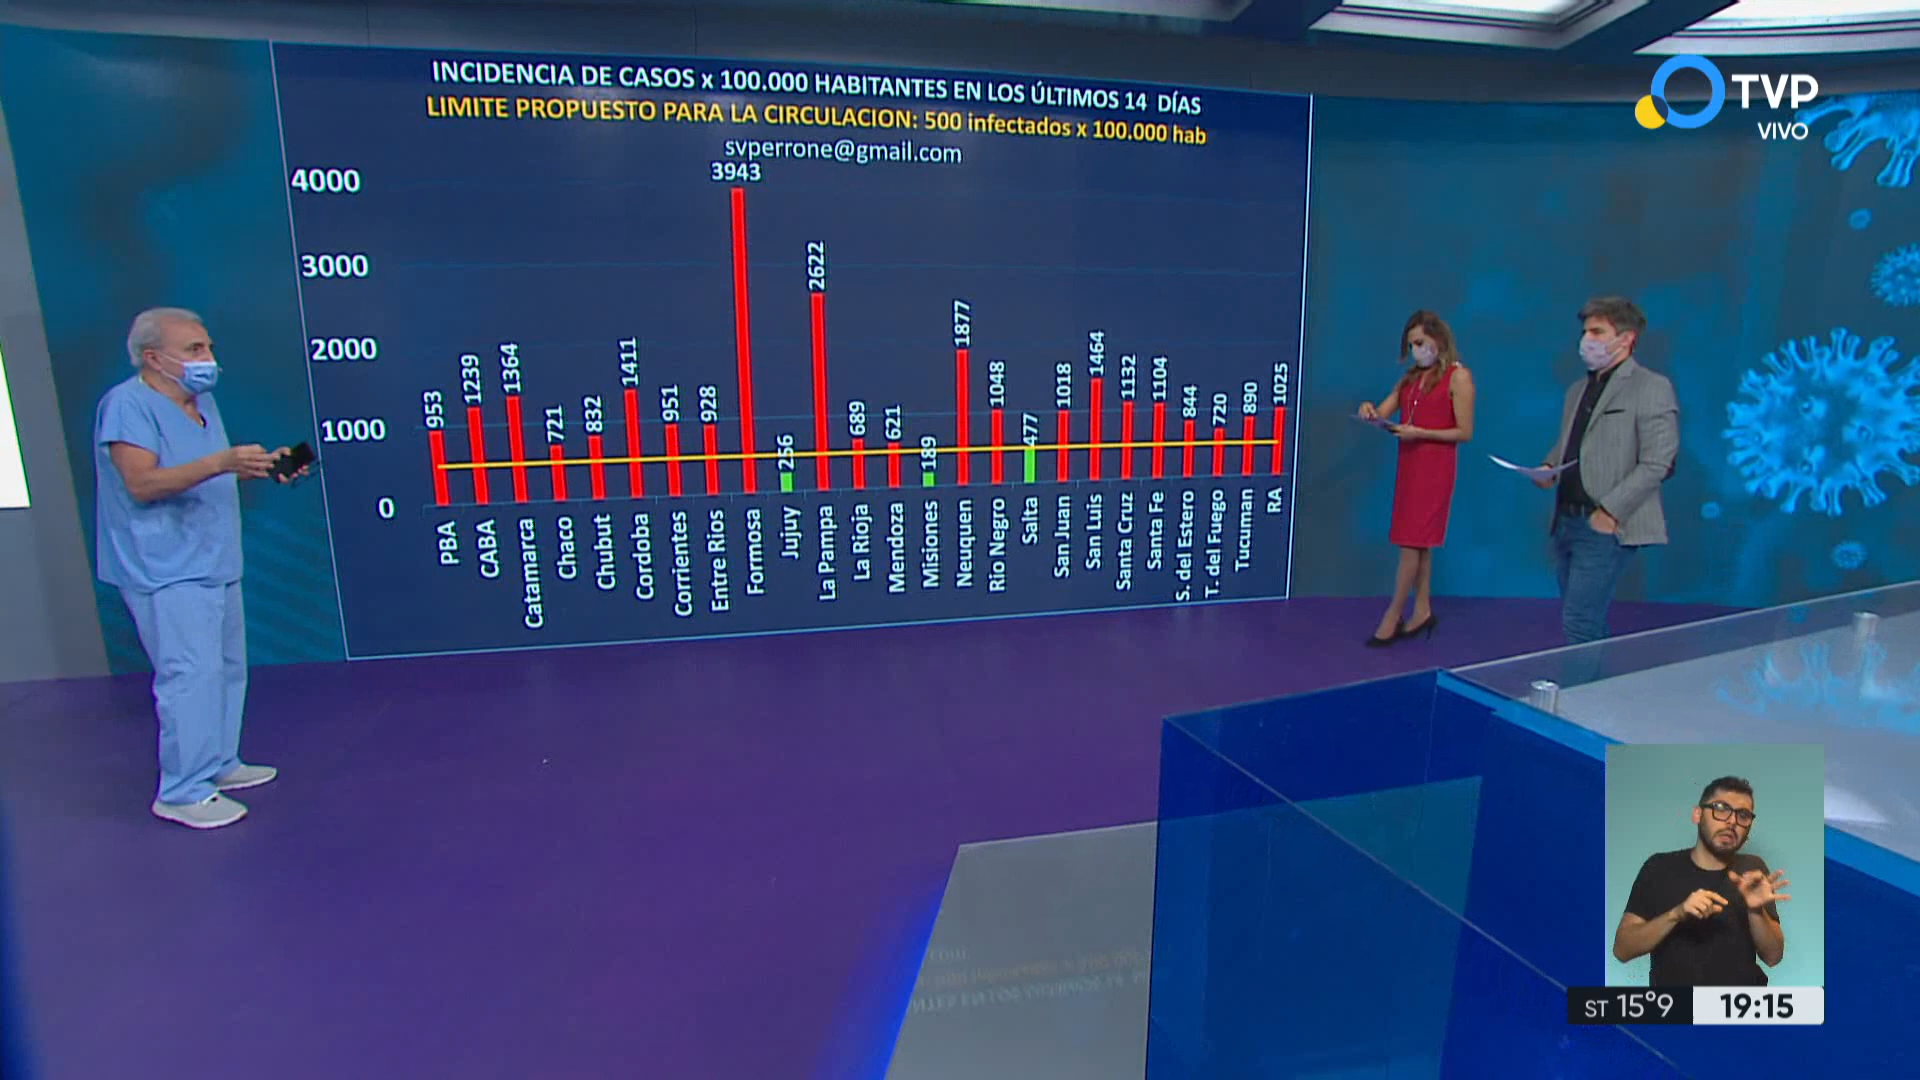 INCIDENCIA DE CASOS x 100.000 HABITANTES EN LOS ÚLTIMOS 14 DÍAS
LIMITE PROPUESTO PARA LA CIRCULACION: 500 infectados x 100.000 hab
svperrone@gmail.com
TVP
VIVO
4000
3000
2000
1000
0
953
1239
1364
721
832
1411
951
928
3943
256
2622
689
621
189
1877
1048
477
1018
1464
1132
1104
844
720
890
1025
PBA
CABA
Catamarca
Chaco
Chubut
Cordoba
Corrientes
Entre Rios
Formosa
Jujuy
La Pampa
La Rioja
Mendoza
Misiones
Neuquen
Rio Negro
Salta
San Juan
San Luis
Santa Cruz
Santa Fe
S. del Estero
T. del Fuego
Tucuman
RA
ST 15°9
19:15